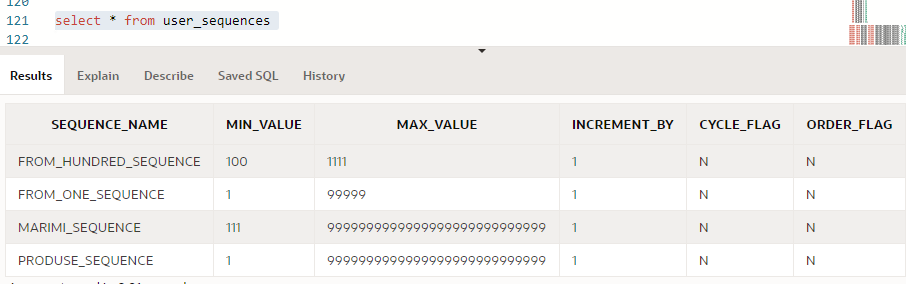 120
121 select * from user_sequences
122
Results Explain Describe Saved SQL History
SEQUENCE_NAME MIN_VALUE MAX_VALUE INCREMENT_BY CYCLE_FLAG ORDER_FLAG
FROM_HUNDRED_SEQUENCE 100 1111 1 N N
FROM_ONE_SEQUENCE 1 99999 1 N N
MARIMI_SEQUENCE 111 9999999999999999999999999999 1 N N
PRODUSE_SEQUENCE 1 9999999999999999999999999999 1 N N